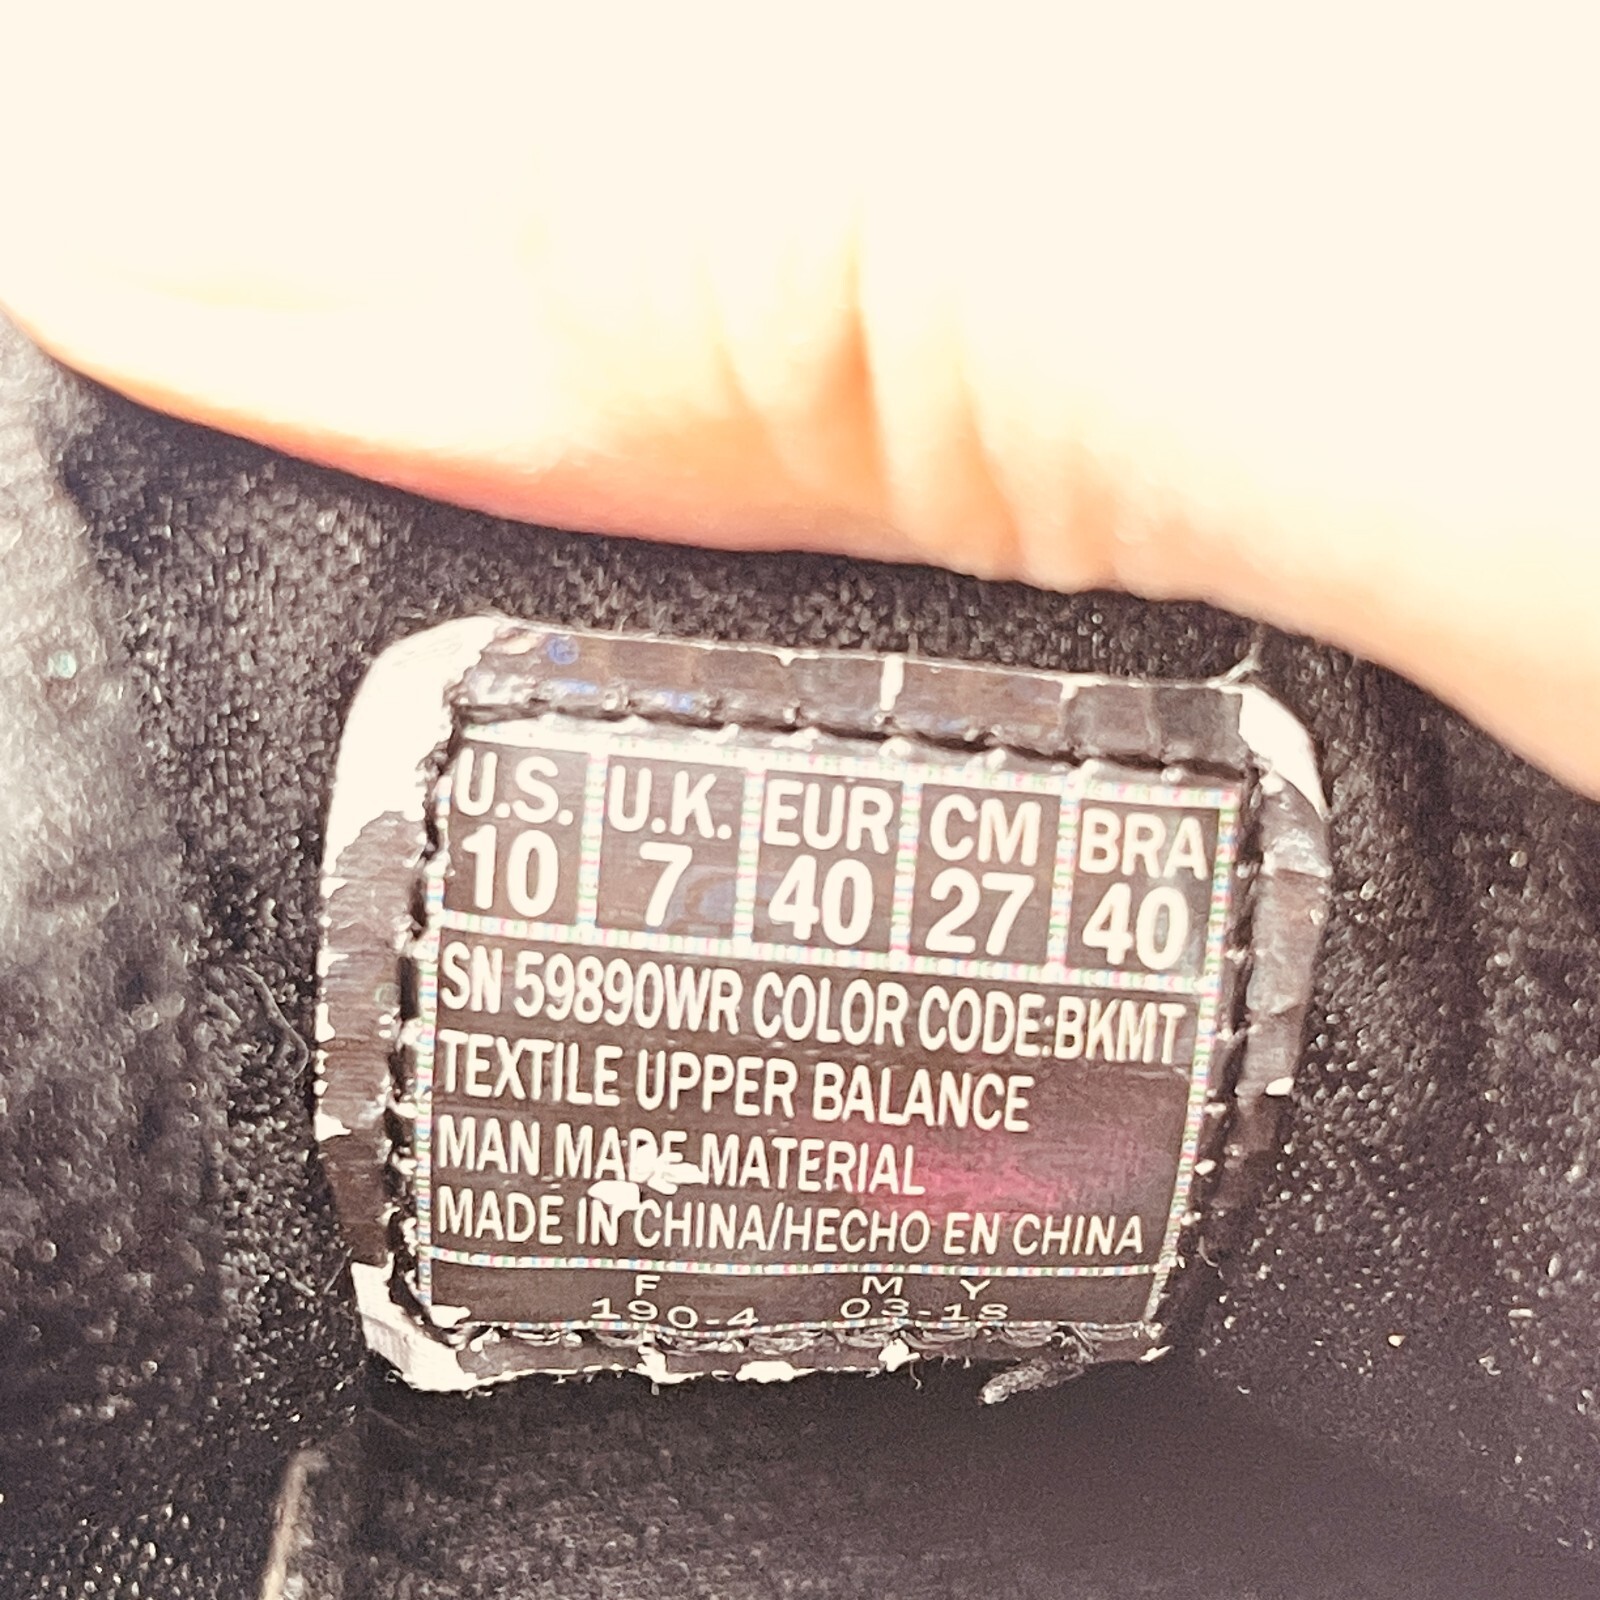 U.S. U.K. EUR CM BRA
10 7 40 27 40
SN 59890WR COLOR CODE:BKMT
TEXTILE UPPER BALANCE
MAN MADE MATERIAL
MADE IN CHINA/HECHO EN CHINA
F M Y
190-4 03-18